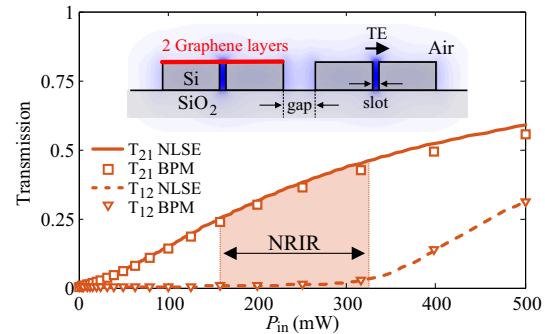 TE
2 Graphene layers
Air
Si
SiO2
gap
slot
Transmission
1
0.75
0.5
0.25
0
T21 NLSE
T21 BPM
T12 NLSE
T12 BPM
NRIR
0 100 200 300 400 500
Pin (mW)